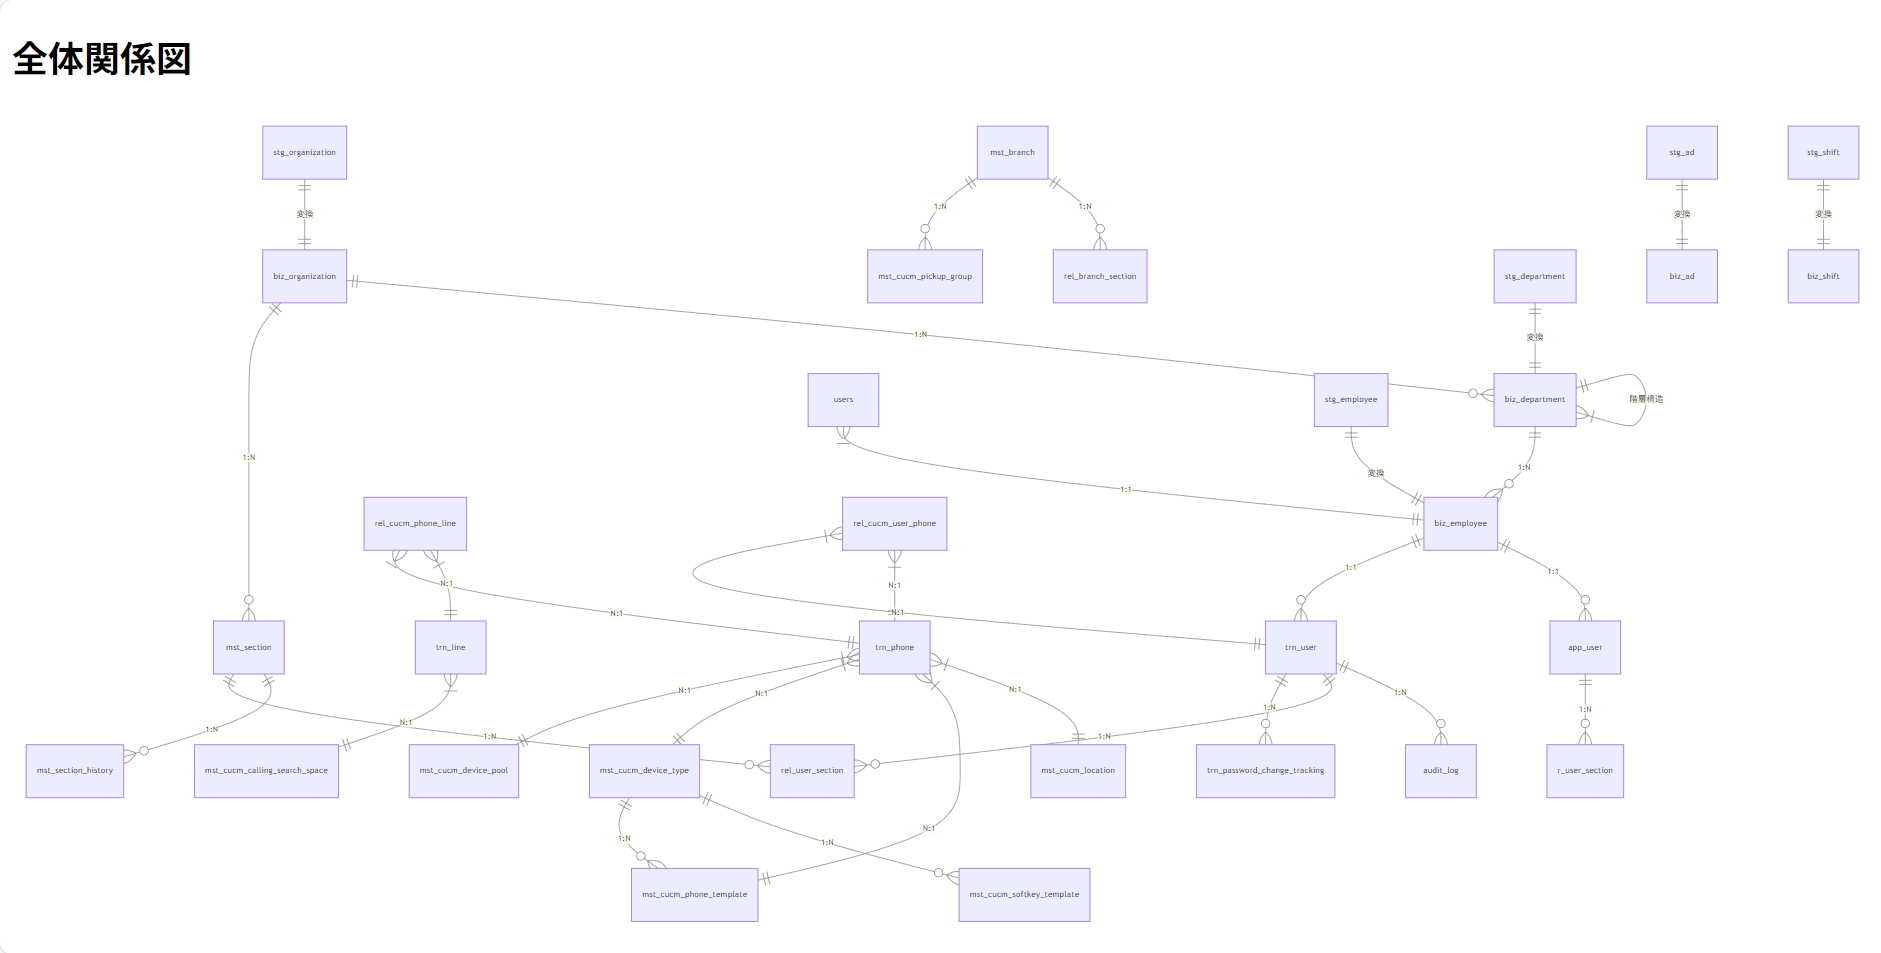 全体関係図
stg_organization
mst_branch
stg_ad
stg_shift
変換
1:N
1:N
変換
変換
biz_organization
mst_cucm_pickup_group
rel_branch_section
stg_department
biz_ad
biz_shift
1:N
変換
users
stg_employee
biz_department
階層構造
1:N
変換
1:N
1:1
rel_cucm_phone_line
rel_cucm_user_phone
biz_employee
N:1
N:1
1:1
1:1
N:1
N:1
mst_section
trn_line
trn_phone
trn_user
app_user
N:1
N:1
N:1
1:N
1:N
1:N
1:N
N:1
1:N
1:N
mst_section_history
mst_cucm_calling_search_space
mst_cucm_device_pool
mst_cucm_device_type
rel_user_section
mst_cucm_location
trn_password_change_tracking
audit_log
r_user_section
1:N
1:N
N:1
mst_cucm_phone_template
mst_cucm_softkey_template